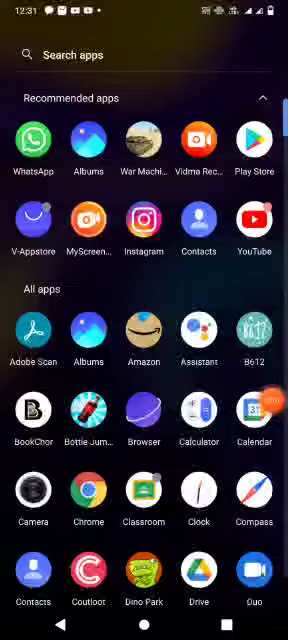 12:31
Search apps
Recommended apps
WhatsApp Albums War Machi... Vidma Rec... Play Store
V-Appstore MyScreen... Instagram Contacts YouTube
All apps
Adobe Scan Albums Amazon Assistant B612
BookChor Bottle Jum... Browser Calculator Calendar
Camera Chrome Classroom Clock Compass
Contacts Coutloot Dino Park Drive Duo